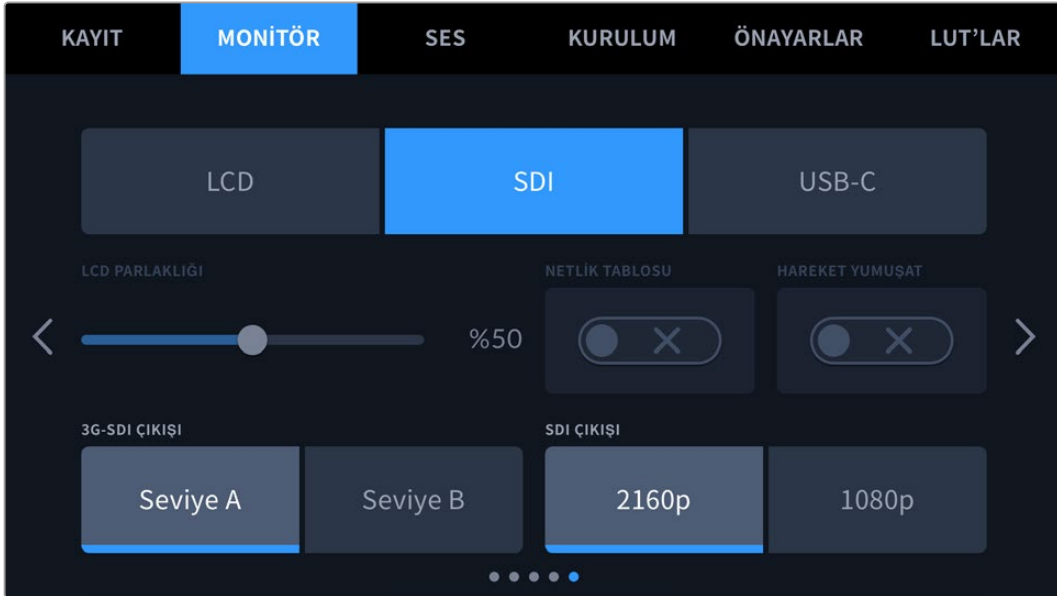 KAYIT MONİTÖR SES KURULUM ÖNAYARLAR LUT’LAR
LCD SDI USB-C
LCD PARLAKLIĞI NETLİK TABLOSU HAREKET YUMUŞAT
%50
3G-SDI ÇIKIŞI SDI ÇIKIŞI
Seviye A Seviye B 2160p 1080p